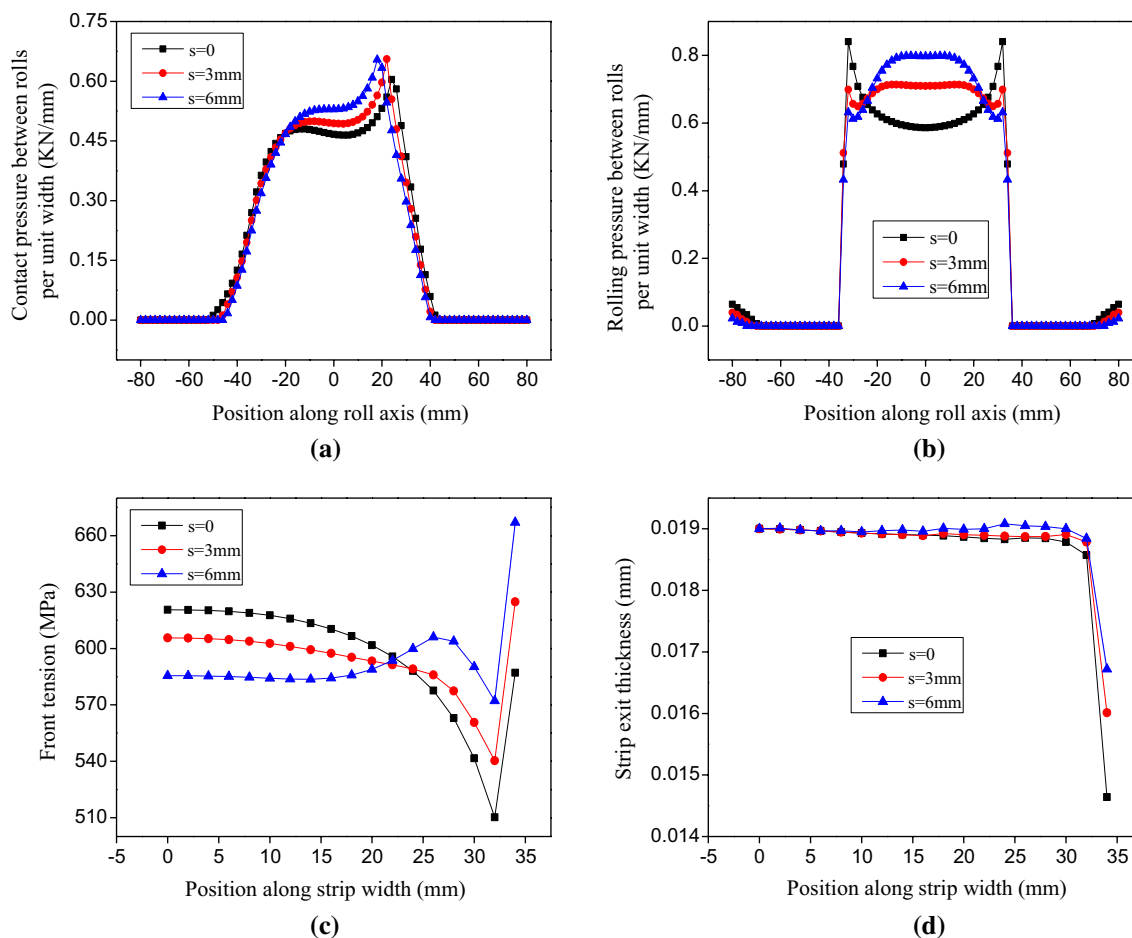 0.75
0.60
0.45
0.30
0.15
0.00
Contact pressure between rolls
per unit width (KN/mm)
s=0
s=3mm
s=6mm
-80 -60 -40 -20 0 20 40 60 80
Position along roll axis (mm)
(a)
0.8
0.6
0.4
0.2
0.0
Rolling pressure between rolls
per unit width (KN/mm)
s=0
s=3mm
s=6mm
-80 -60 -40 -20 0 20 40 60 80
Position along roll axis (mm)
(b)
660
630
600
570
540
510
Front tension (MPa)
s=0
s=3mm
s=6mm
-5 0 5 10 15 20 25 30 35
Position along strip width (mm)
(c)
0.019
0.018
0.017
0.016
0.015
0.014
Strip exit thickness (mm)
s=0
s=3mm
s=6mm
-5 0 5 10 15 20 25 30 35
Position along strip width (mm)
(d)